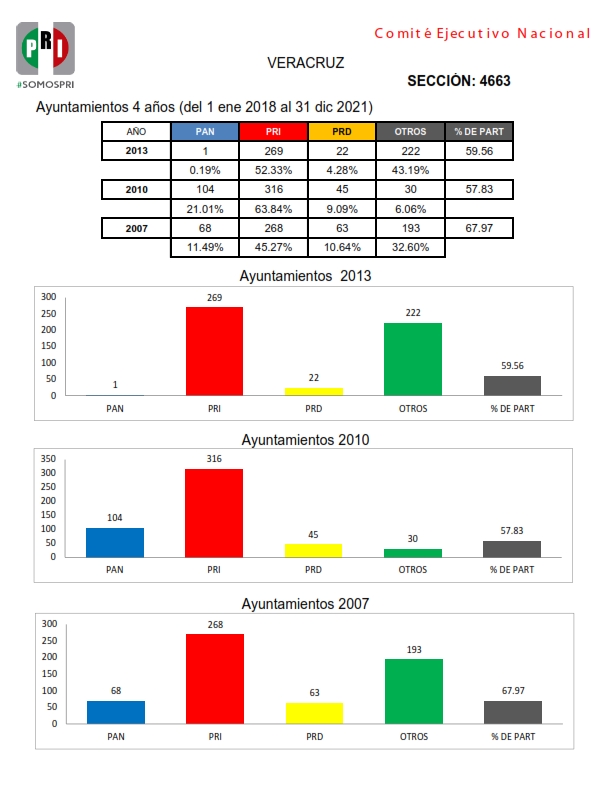 Comité Ejecutivo Nacional
PRI
#SOMOSPRI
VERACRUZ
SECCIÓN: 4663
Ayuntamientos 4 años (del 1 ene 2018 al 31 dic 2021)
AÑO PAN PRI PRD OTROS % DE PART
2013 1 269 22 222 59.56
0.19% 52.33% 4.28% 43.19%
2010 104 316 45 30 57.83
21.01% 63.84% 9.09% 6.06%
2007 68 268 63 193 67.97
11.49% 45.27% 10.64% 32.60%
Ayuntamientos 2013
300
250
200
150
100
50
0
1
269
22
222
59.56
PAN PRI PRD OTROS % DE PART
Ayuntamientos 2010
350
300
250
200
150
100
50
0
104
316
45
30
57.83
PAN PRI PRD OTROS % DE PART
Ayuntamientos 2007
300
250
200
150
100
50
0
68
268
63
193
67.97
PAN PRI PRD OTROS % DE PART